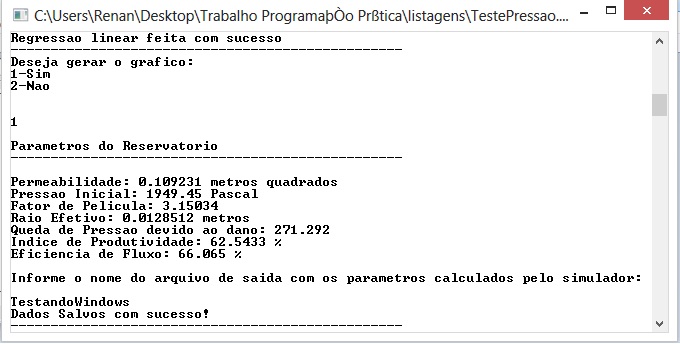 C:\Users\Renan\Desktop\Trabalho ProgramaþÒo Prßtica\listagens\TestePressao....
Regressao linear feita com sucesso
------------------------------------------------
Deseja gerar o grafico:
1-Sim
2-Nao
1
Parametros do Reservatorio
------------------------------------------------
Permeabilidade: 0.109231 metros quadrados
Pressao Inicial: 1949.45 Pascal
Fator de Pelicula: 3.15034
Raio Efetivo: 0.0128512 metros
Queda de Pressao devido ao dano: 271.292
Indice de Produtividade: 62.5433 %
Eficiencia de Fluxo: 66.065 %
Informe o nome do arquivo de saida com os parametros calculados pelo simulador:
TestandoWindows
Dados Salvos com sucesso!
------------------------------------------------